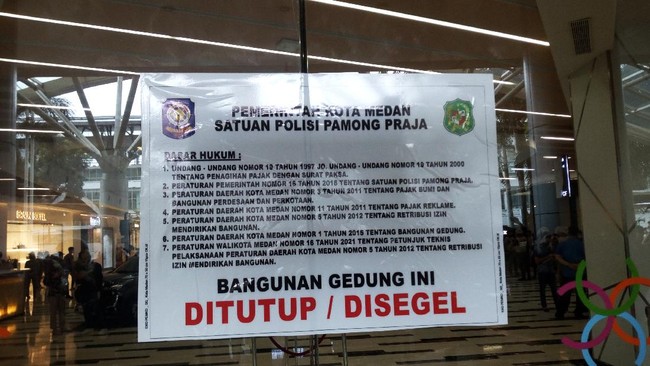 PEMERINTAH KOTA MEDAN
SATUAN POLISI PAMONG PRAJA
DASAR HUKUM :
1. UNDANG - UNDANG NOMOR 19 TAHUN 1997 JO. UNDANG - UNDANG NOMOR 19 TAHUN 2000
TENTANG PENAGIHAN PAJAK DENGAN SURAT PAKSA.
2. PERATURAN PEMERINTAH NOMOR 16 TAHUN 2018 TENTANG SATUAN POLISI PAMONG PRAJA.
3. PERATURAN DAERAH KOTA MEDAN NOMOR 3 TAHUN 2011 TENTANG PAJAK BUMI DAN
BANGUNAN PERDESAAN DAN PERKOTAAN.
4. PERATURAN DAERAH KOTA MEDAN NOMOR 11 TAHUN 2011 TENTANG PAJAK REKLAME.
5. PERATURAN DAERAH KOTA MEDAN NOMOR 5 TAHUN 2012 TENTANG RETRIBUSI IZIN
MENDIRIKAN BANGUNAN.
6. PERATURAN DAERAH KOTA MEDAN NOMOR 1 TAHUN 2015 TENTANG BANGUNAN GEDUNG.
7. PERATURAN WALIKOTA MEDAN NOMOR 16 TAHUN 2021 TENTANG PETUNJUK TEKNIS
PELAKSANAAN PERATURAN DAERAH KOTA MEDAN NOMOR 5 TAHUN 2012 TENTANG RETRIBUSI
IZIN MENDIRIKAN BANGUNAN.
BANGUNAN GEDUNG INI
DITUTUP / DISEGEL